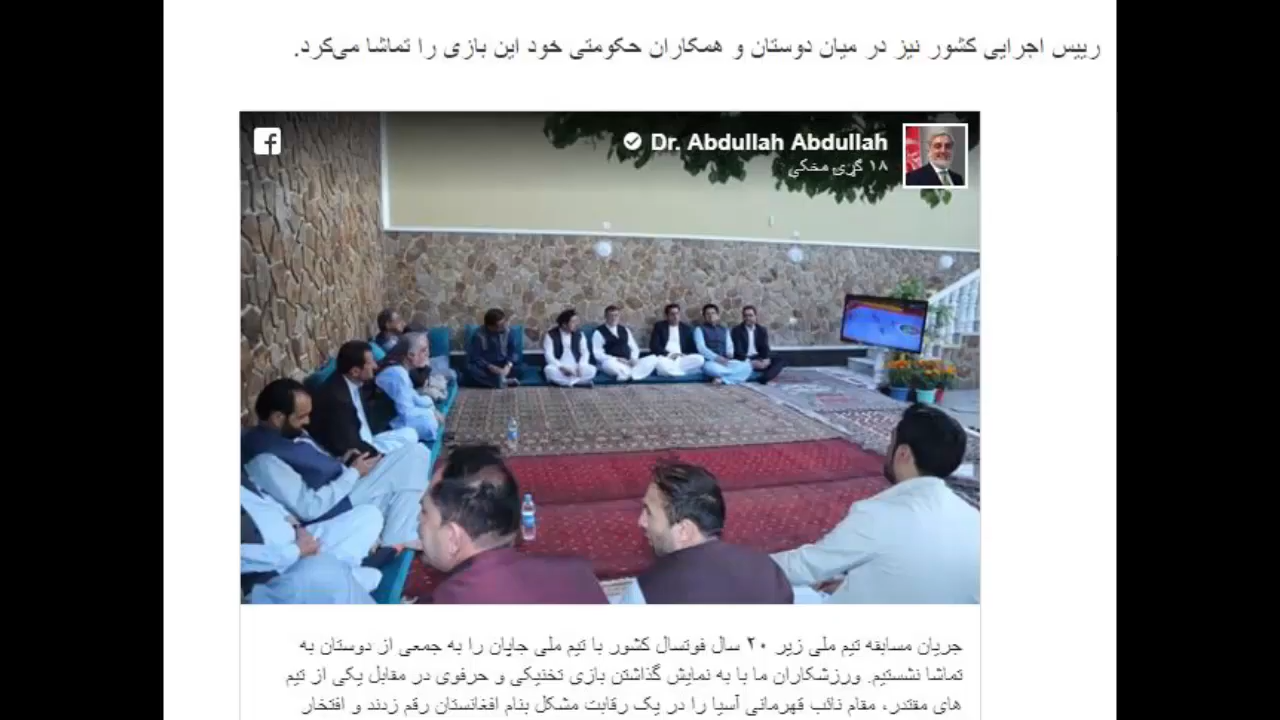 رییس اجرایی کشور نیز در میان دوستان و همکاران حکومتی خود این بازی را تماشا می‌کرد.
Dr. Abdullah Abdullah
۱۸ گړۍ مخکې
جریان مسابقه تیم ملی زیر ۲۰ سال فوتسال کشور با تیم ملی جاپان را به جمعی از دوستان به
تماشا نشستیم. ورزشکاران ما با به نمایش گذاشتن بازی تخنیکی و حرفوی در مقابل یکی از تیم
های مقتدر، مقام نائب قهرمانی آسیا را در یک رقابت مشکل بنام افغانستان رقم زدند و افتخار